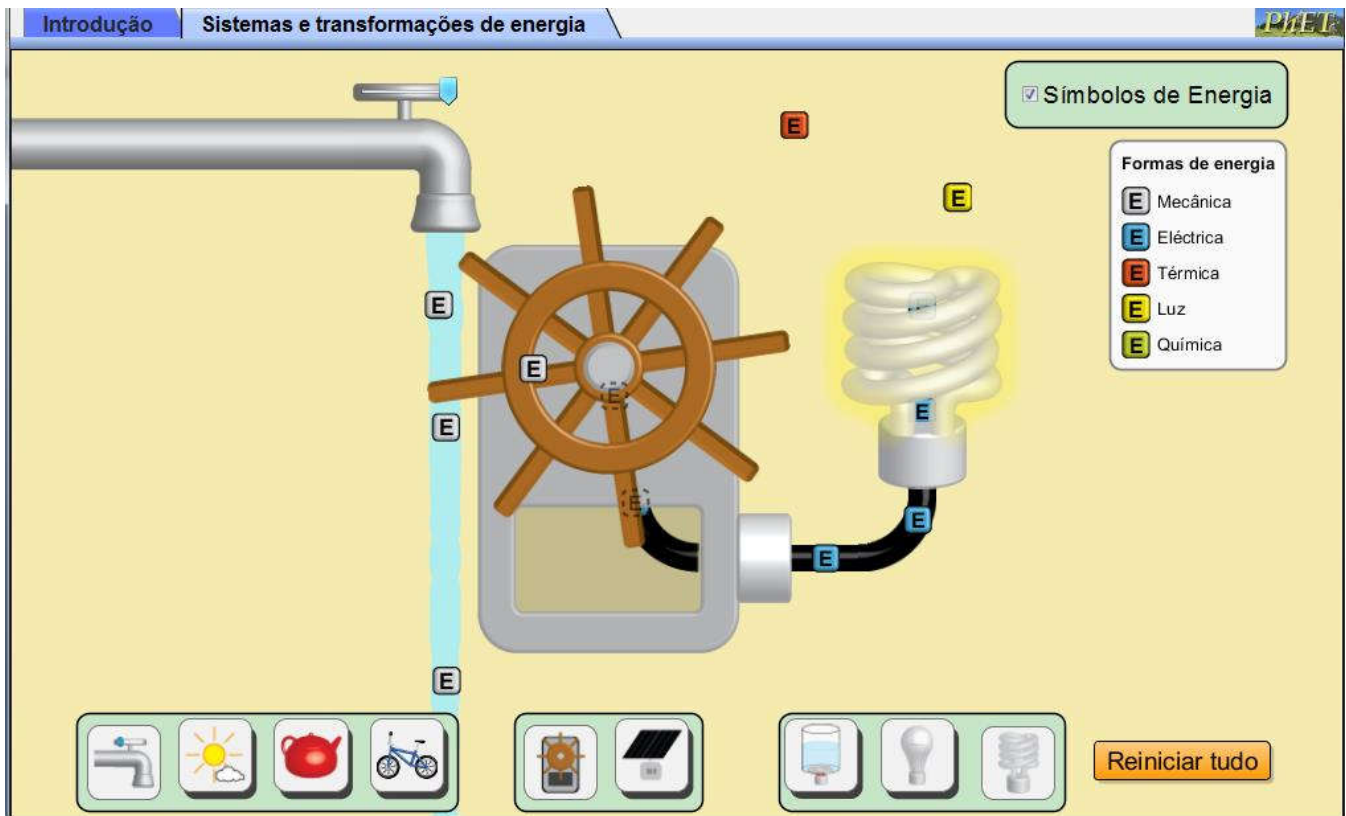 Introdução
Sistemas e transformações de energia
PhET
Símbolos de Energia
Formas de energia
E Mecânica
E Eléctrica
E Térmica
E Luz
E Química
E
E
E
E
E
E
E
E
E
E
E
E
E
Reiniciar tudo